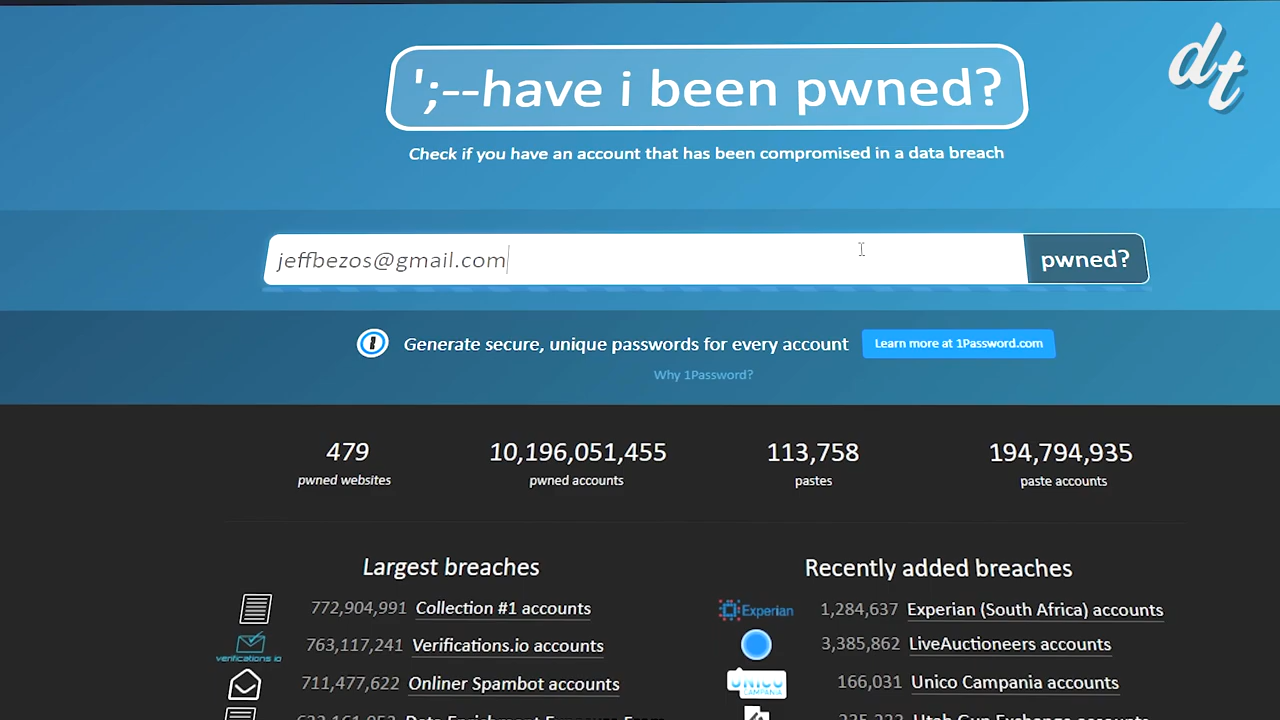 dt
';--have i been pwned?
Check if you have an account that has been compromised in a data breach
jeffbezos@gmail.com
pwned?
Generate secure, unique passwords for every account
Learn more at 1Password.com
Why 1Password?
479
pwned websites
10,196,051,455
pwned accounts
113,758
pastes
194,794,935
paste accounts
Largest breaches
772,904,991 Collection #1 accounts
verifications io
763,117,241 Verifications.io accounts
711,477,622 Onliner Spambot accounts
Recently added breaches
Experian
1,284,637 Experian (South Africa) accounts
3,385,862 LiveAuctioneers accounts
UNICO
CAMPANIA
166,031 Unico Campania accounts